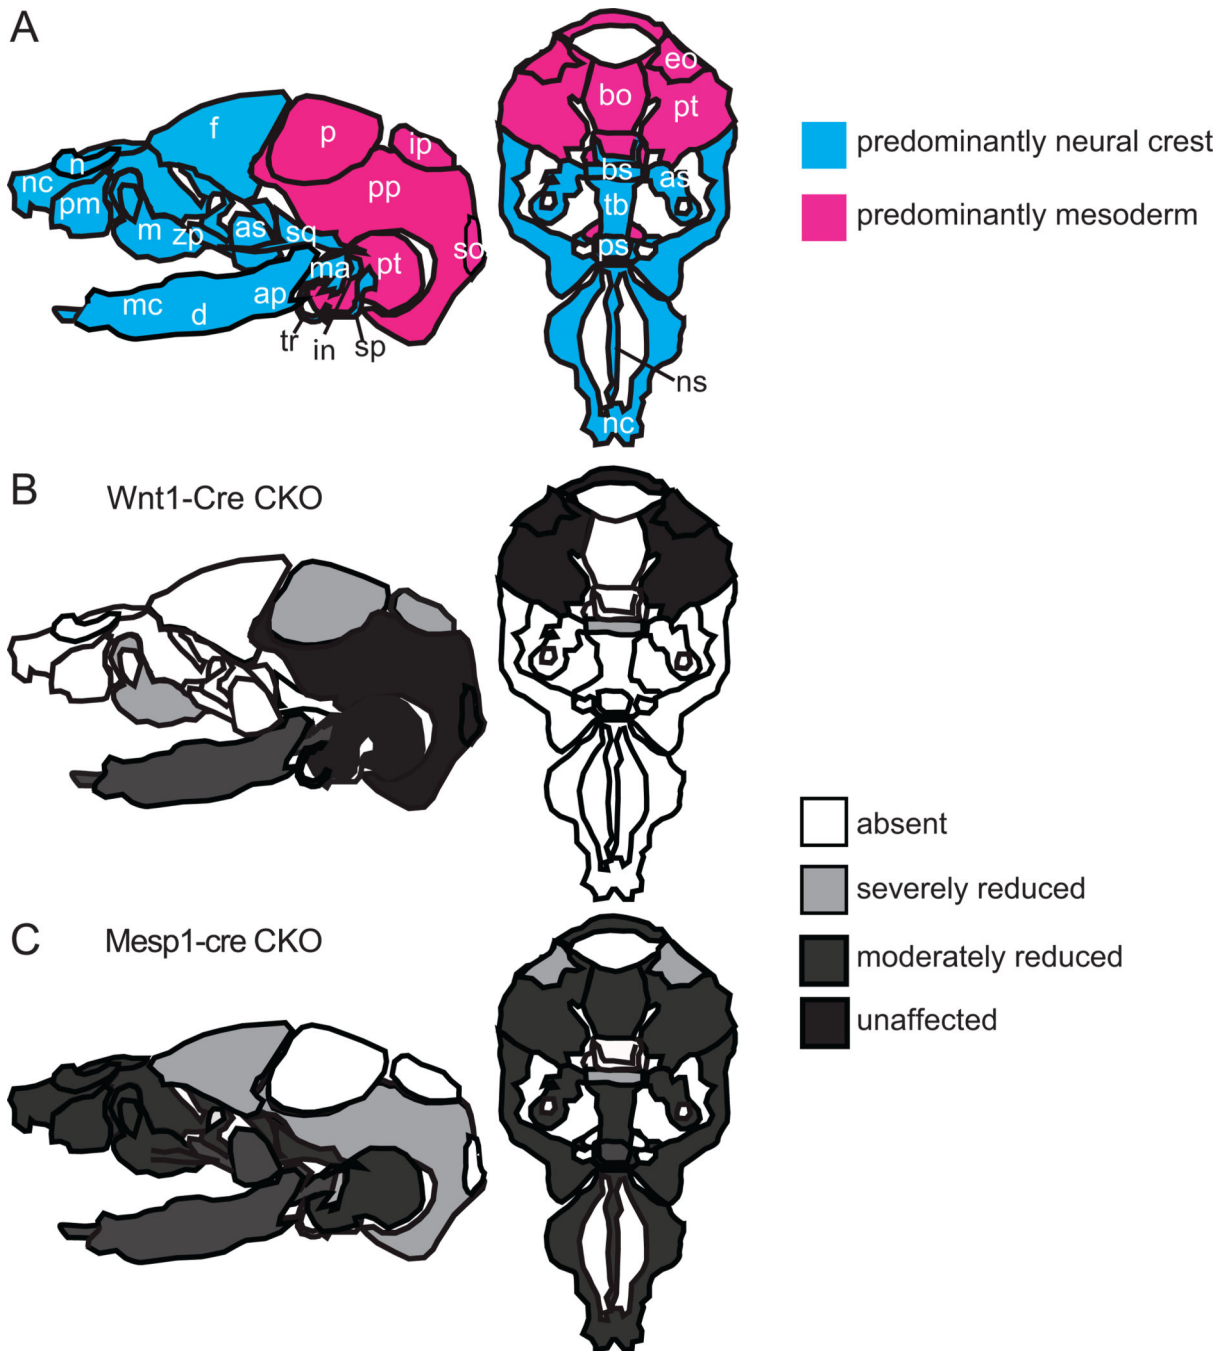 A
f
p
ip
n
nc
pm
pp
m
zp
as
sq
so
ma
pt
mc
d
ap
tr
in
sp
eo
bo
pt
bs
as
tb
ps
ns
nc
predominantly neural crest
predominantly mesoderm
B
Wnt1-Cre CKO
absent
severely reduced
moderately reduced
unaffected
C
Mesp1-cre CKO